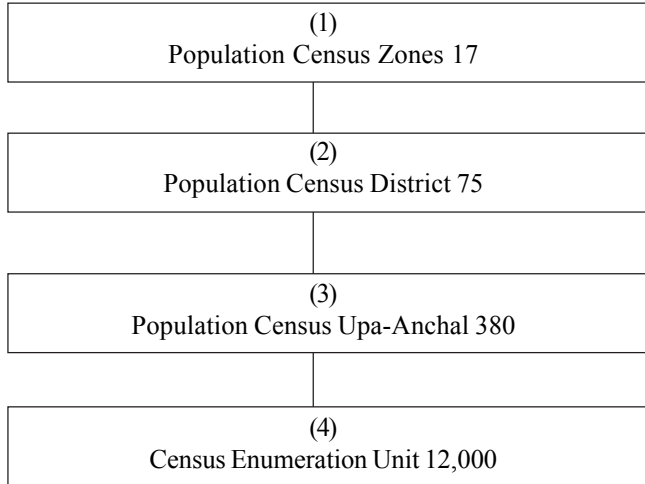 (1)
Population Census Zones 17
(2)
Population Census District 75
(3)
Population Census Upa-Anchal 380
(4)
Census Enumeration Unit 12,000